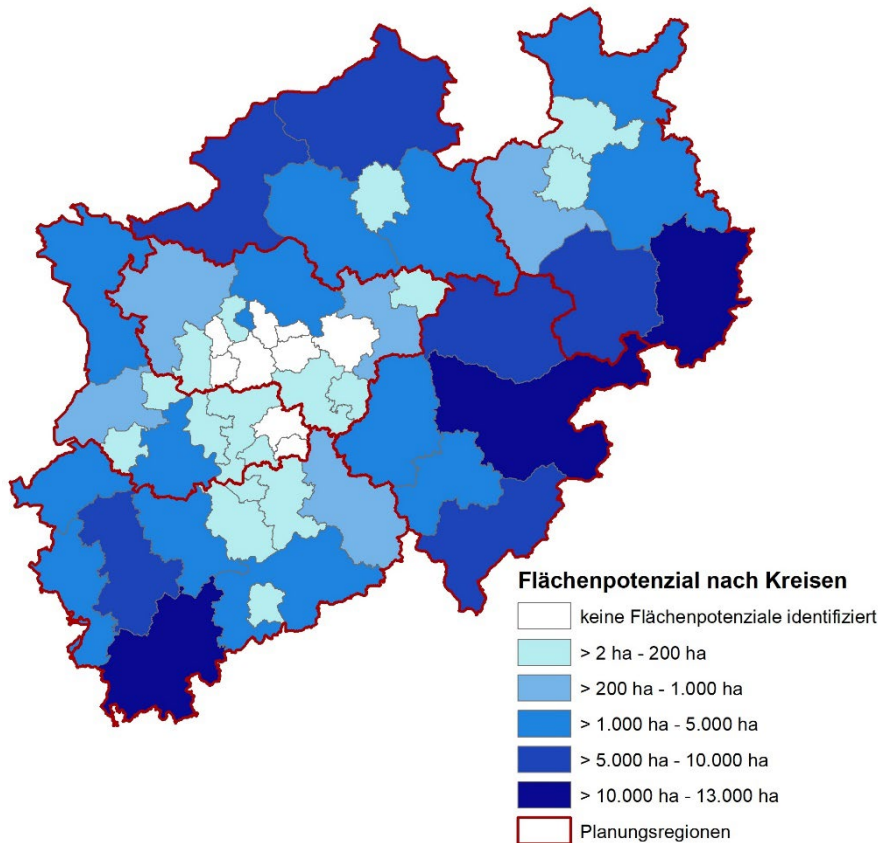 Flächenpotenzial nach Kreisen
keine Flächenpotenziale identifiziert
> 2 ha - 200 ha
> 200 ha - 1.000 ha
> 1.000 ha - 5.000 ha
> 5.000 ha - 10.000 ha
> 10.000 ha - 13.000 ha
Planungsregionen